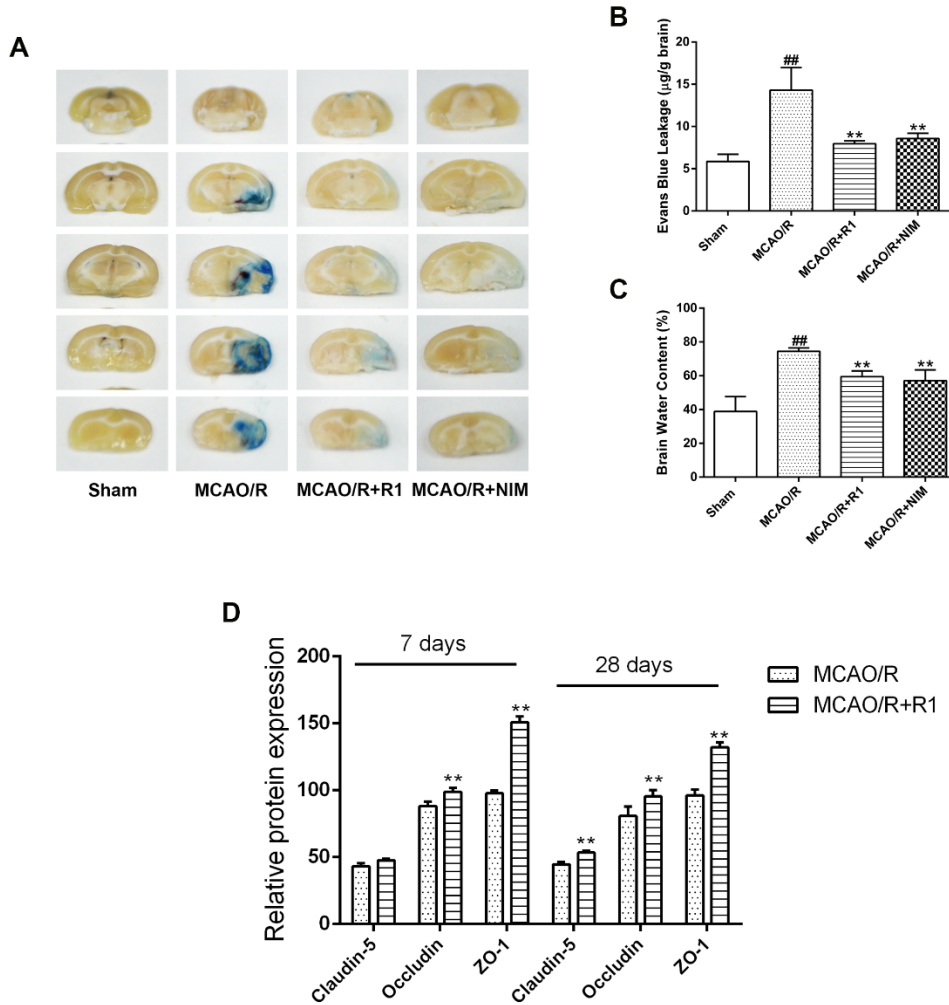 A
Sham
MCAO/R
MCAO/R+R1
MCAO/R+NIM
B
Evans Blue Leakage (μg/g brain)
20
15
10
5
0
##
**
**
Sham
MCAO/R
MCAO/R+R1
MCAO/R+NIM
C
Brain Water Content (%)
100
80
60
40
20
0
##
**
**
Sham
MCAO/R
MCAO/R+R1
MCAO/R+NIM
D
Relative protein expression
200
150
100
50
0
7 days
28 days
**
**
**
**
**
Claudin-5
Occludin
ZO-1
Claudin-5
Occludin
ZO-1
MCAO/R
MCAO/R+R1